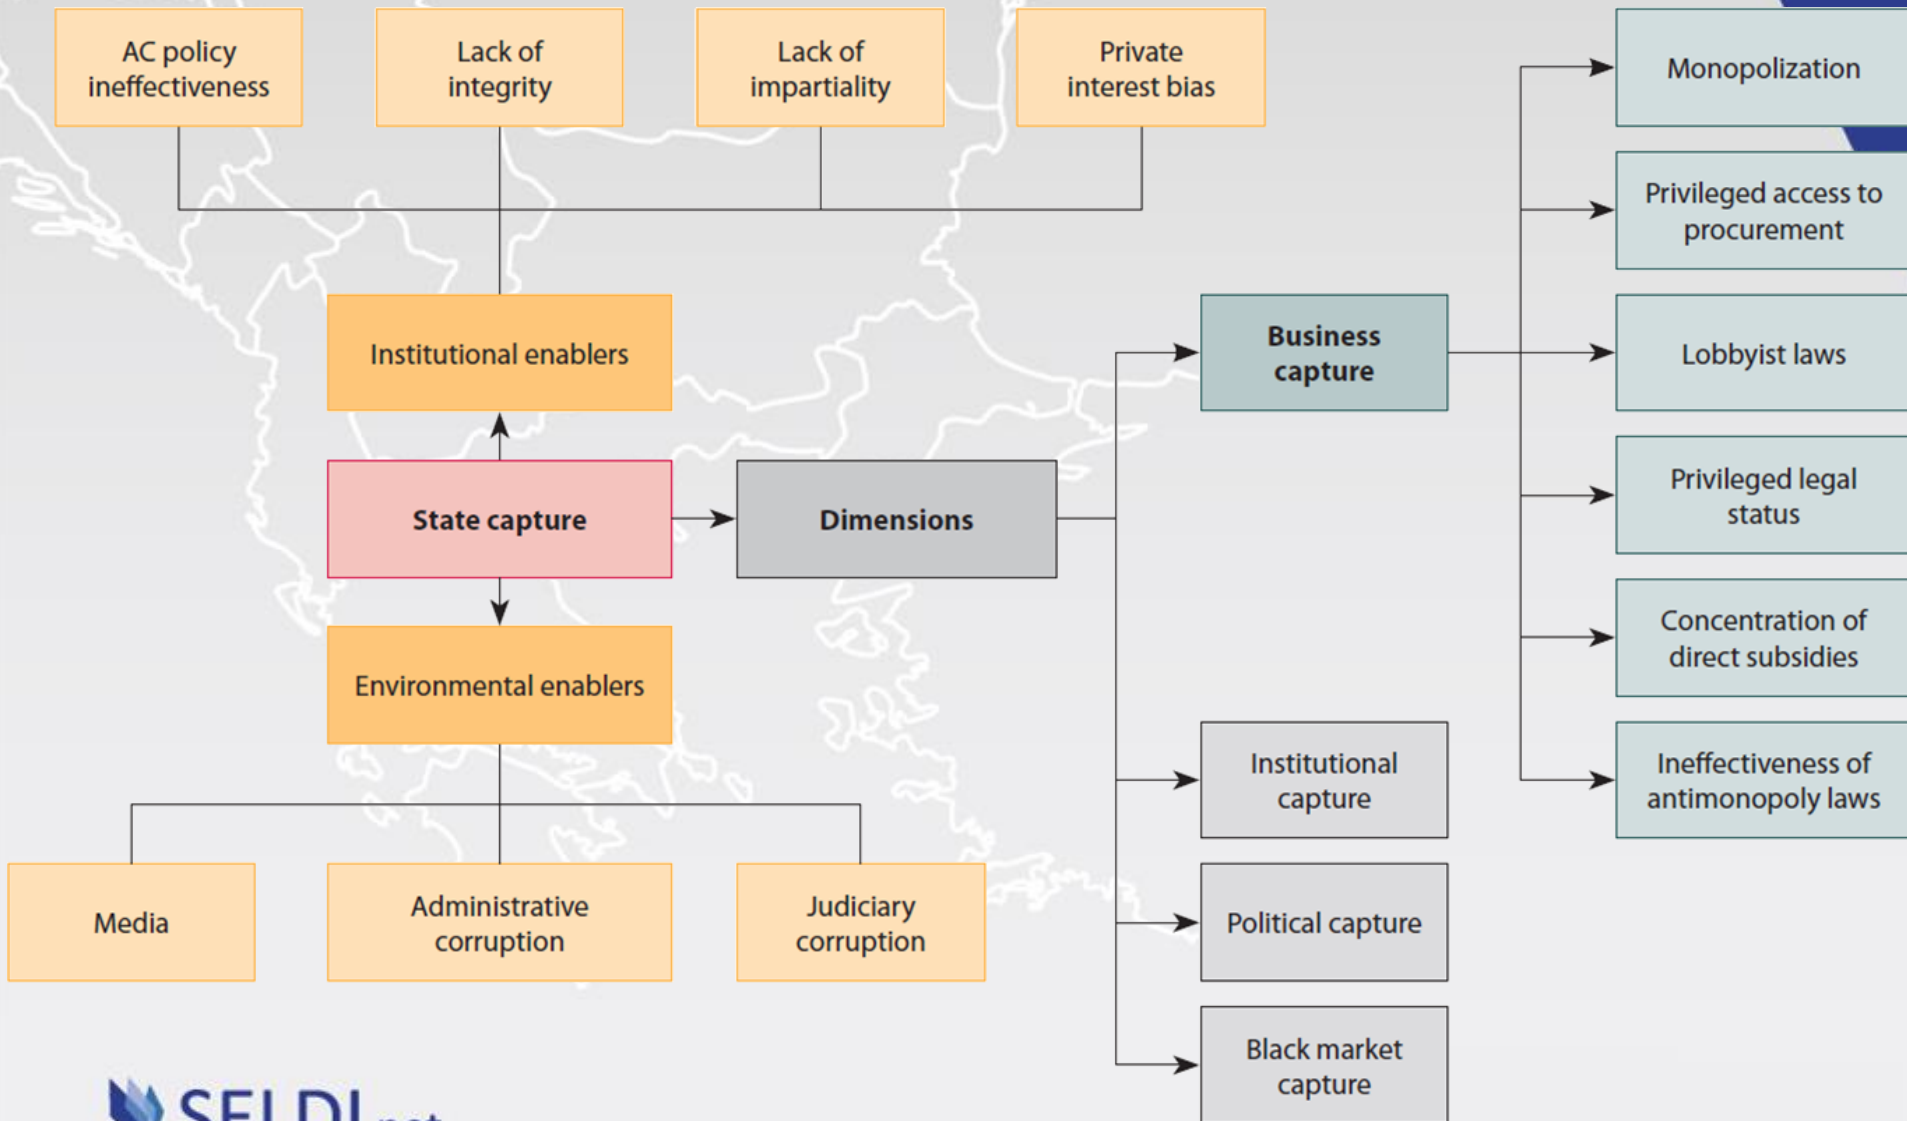 AC policy
ineffectiveness
Lack of
integrity
Lack of
impartiality
Private
interest bias
Monopolization
Privileged access to
procurement
Institutional enablers
Business
capture
Lobbyist laws
State capture
Dimensions
Privileged legal
status
Environmental enablers
Concentration of
direct subsidies
Institutional
capture
Ineffectiveness of
antimonopoly laws
Media
Administrative
corruption
Judiciary
corruption
Political capture
Black market
capture
SELDI.net